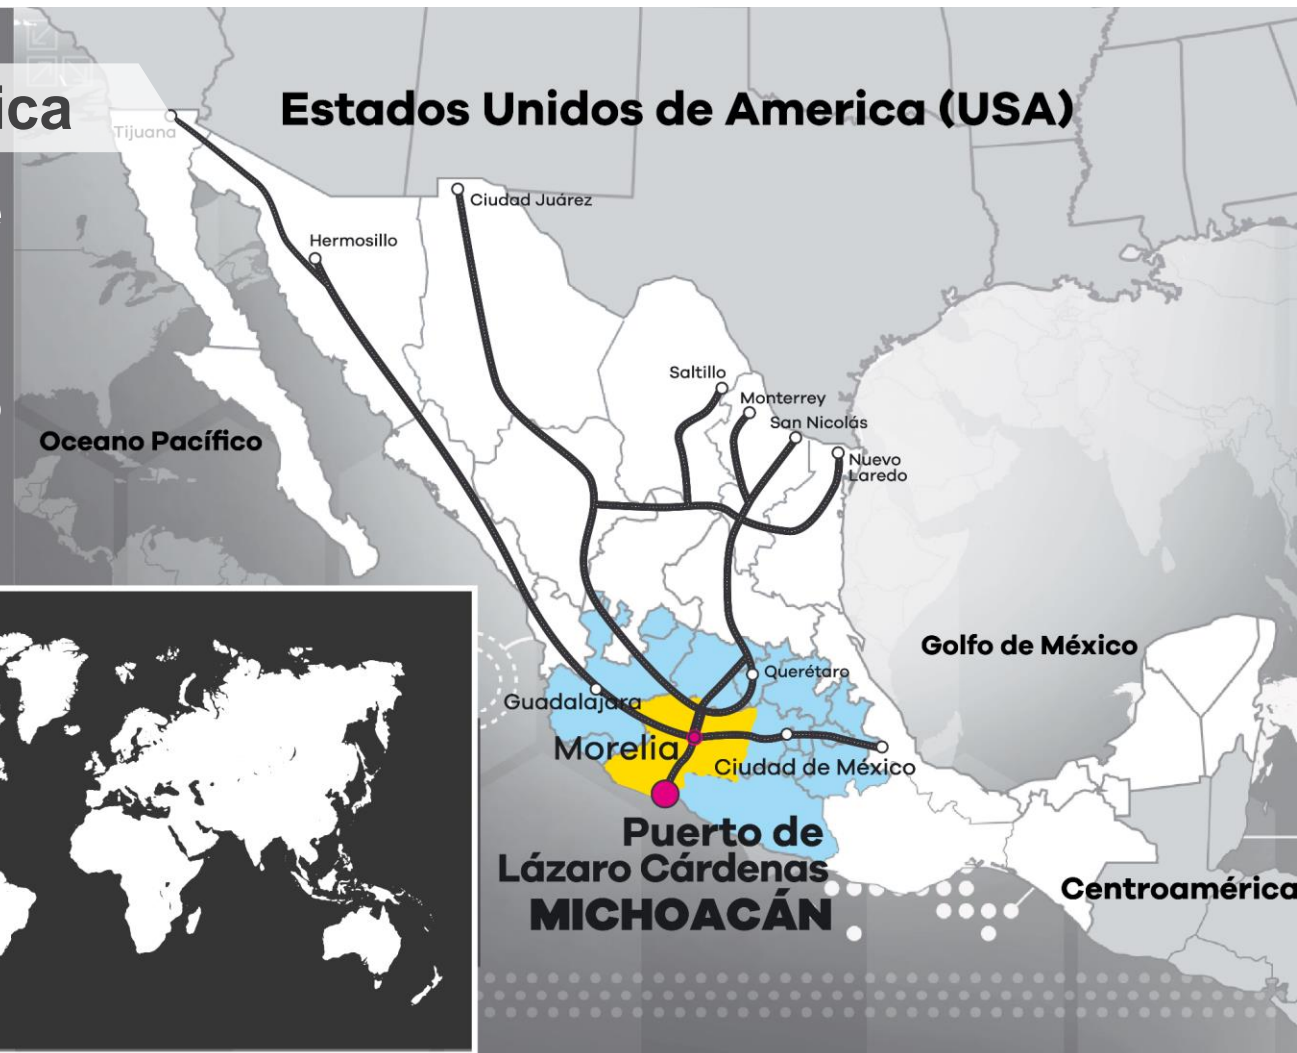 ica
Estados Unidos de America (USA)
Tijuana
Ciudad Juárez
Hermosillo
Saltillo
Monterrey
San Nicolás
Oceano Pacífico
Nuevo
Laredo
Golfo de México
Querétaro
Guadalajara
Morelia
Ciudad de México
Puerto de
Lázaro Cárdenas
MICHOACÁN
Centroamérica